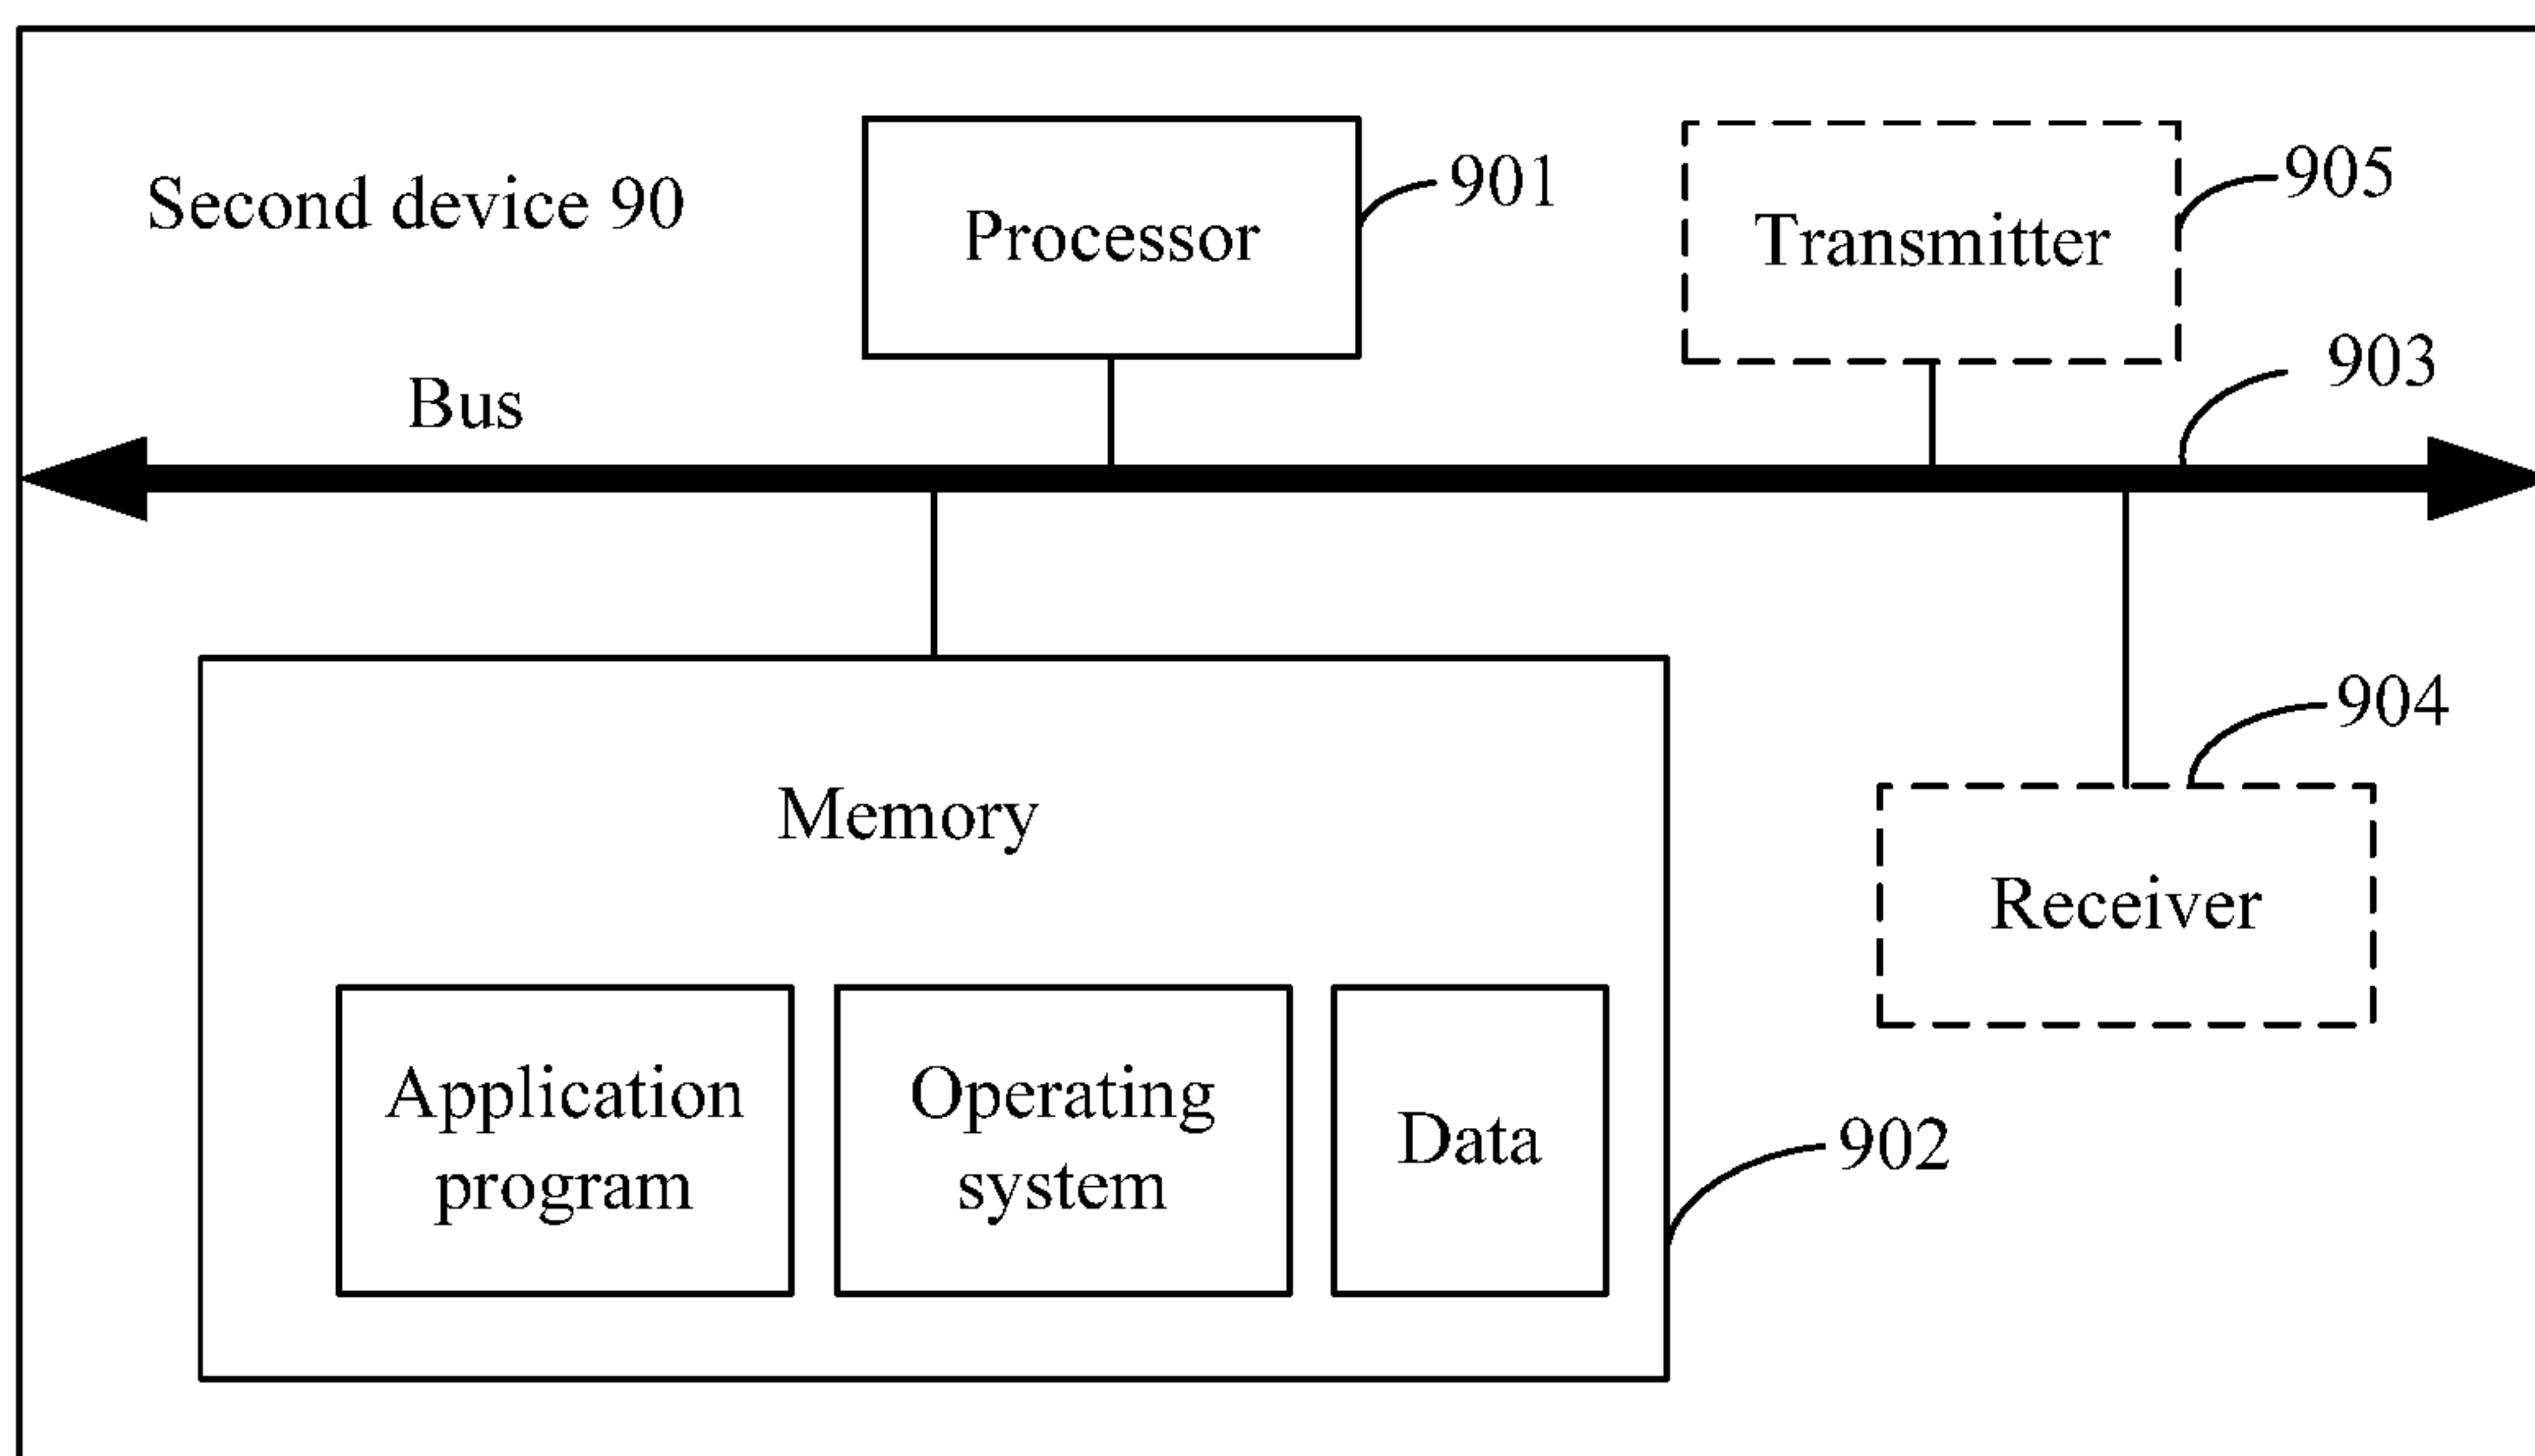 Second device 90
Processor
901
Transmitter
905
Bus
903
Memory
904
Receiver
Application
program
Operating
system
Data
902